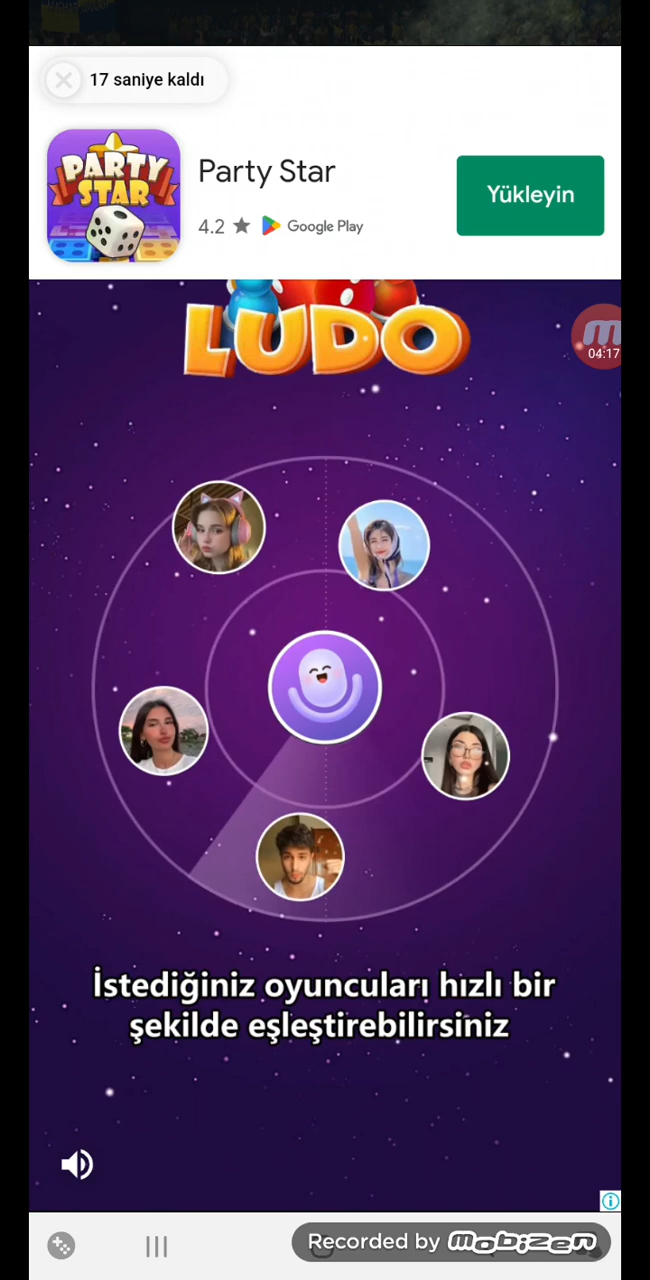 17 saniye kaldı
PARTY
STAR
Party Star
4.2
Google Play
Yükleyin
LUDO
04:17
İstediğiniz oyuncuları hızlı bir
şekilde eşleştirebilirsiniz
Recorded by mobizen